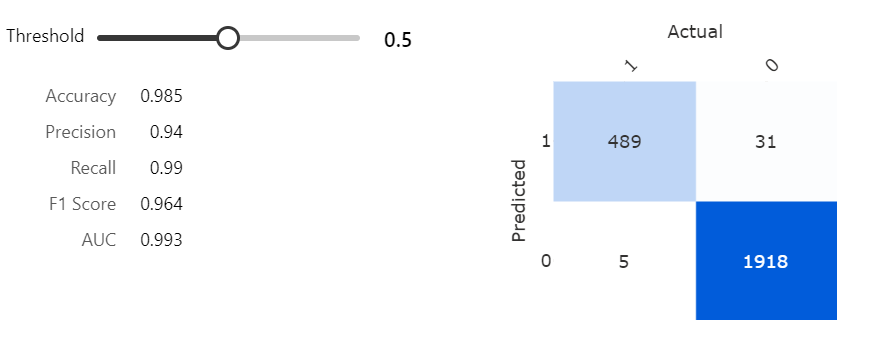 Threshold 0.5
Accuracy 0.985
Precision 0.94
Recall 0.99
F1 Score 0.964
AUC 0.993
Actual
1 0
Predicted
1 489 31
0 5 1918